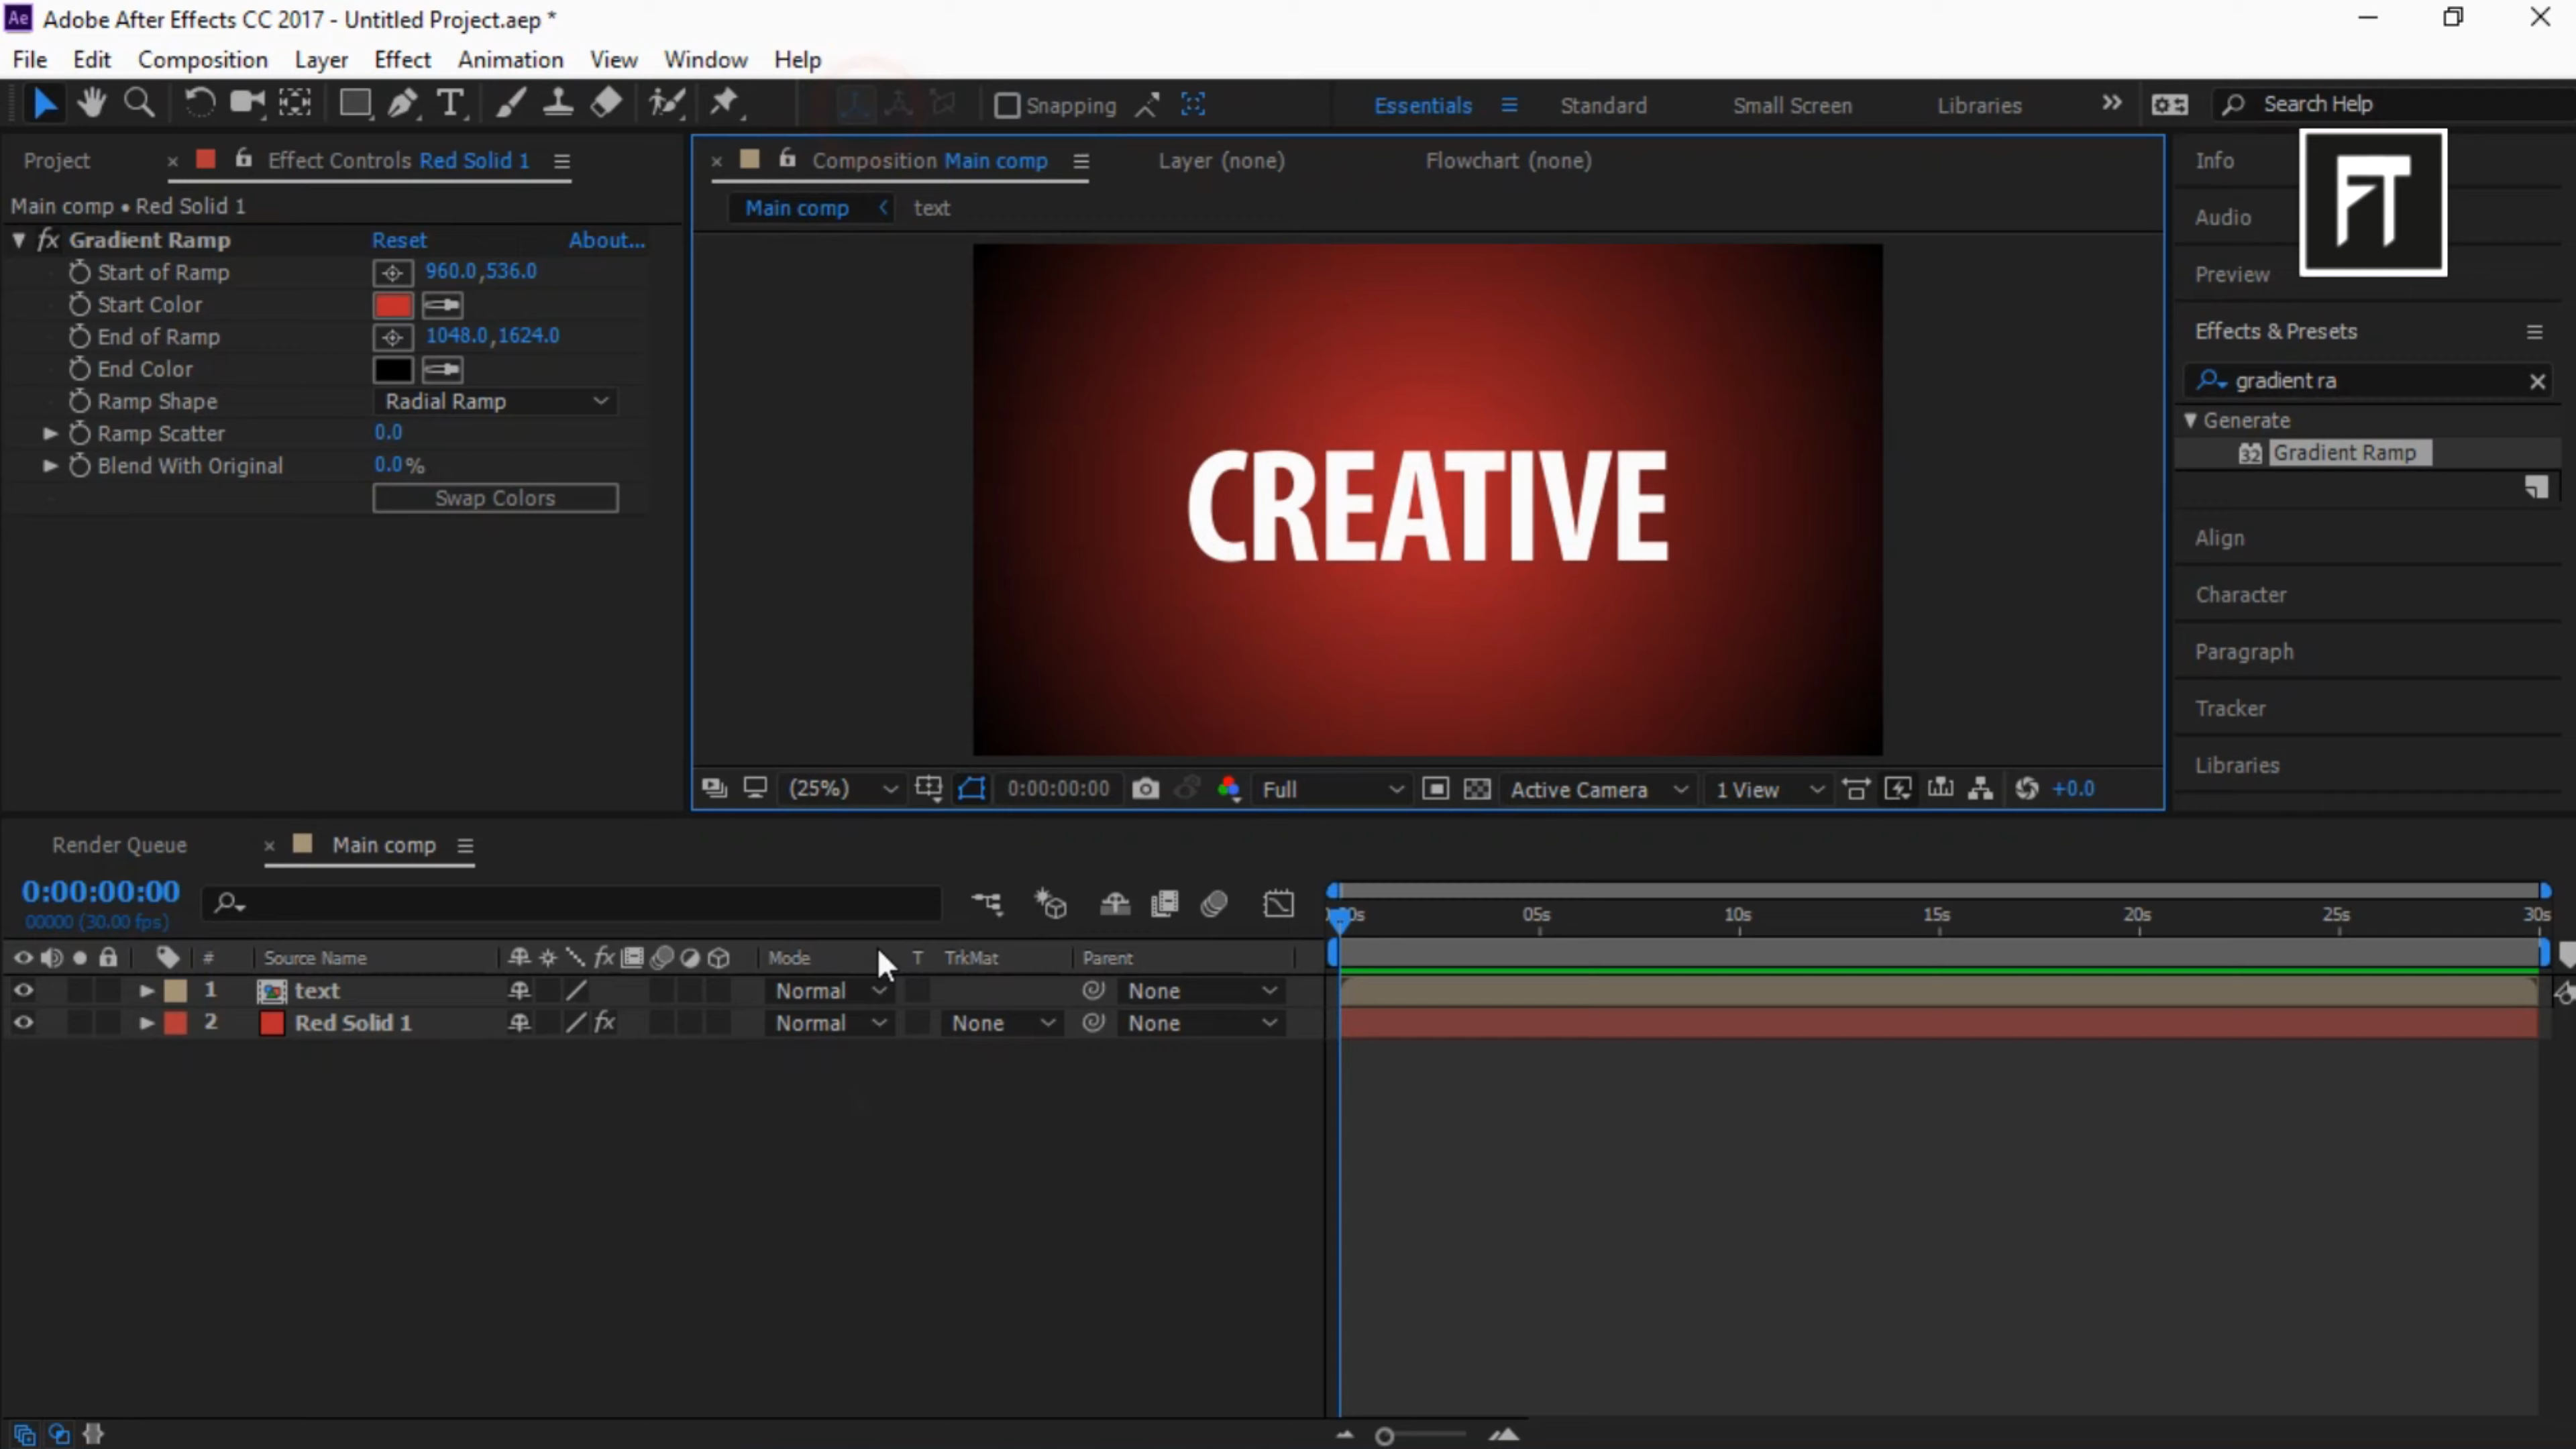 Ae Adobe After Effects CC 2017 - Untitled Project.aep *
File Edit Composition Layer Effect Animation View Window Help
T Snapping Essentials Standard Small Screen Libraries Search Help
Project Effect Controls Red Solid 1
Composition Main comp Layer (none) Flowchart (none)
Info
FT
Main comp • Red Solid 1
Main comp text
Audio
fx Gradient Ramp Reset About...
Start of Ramp 960.0,536.0
Preview
Start Color
End of Ramp 1048.0,1624.0
Effects & Presets
End Color
gradient ra
Ramp Shape Radial Ramp
Generate
Ramp Scatter 0.0
32 Gradient Ramp
Blend With Original 0.0%
Swap Colors
CREATIVE
Align
Character
Paragraph
Tracker
Libraries
(25%) 0:00:00:00 Full Active Camera 1 View +0.0
Render Queue Main comp
0:00:00:00
00000 (30.00 fps)
05s 10s 15s 20s 25s 30s
# Source Name fx Mode T TrkMat Parent
1 text Normal None
2 Red Solid 1 fx Normal None None